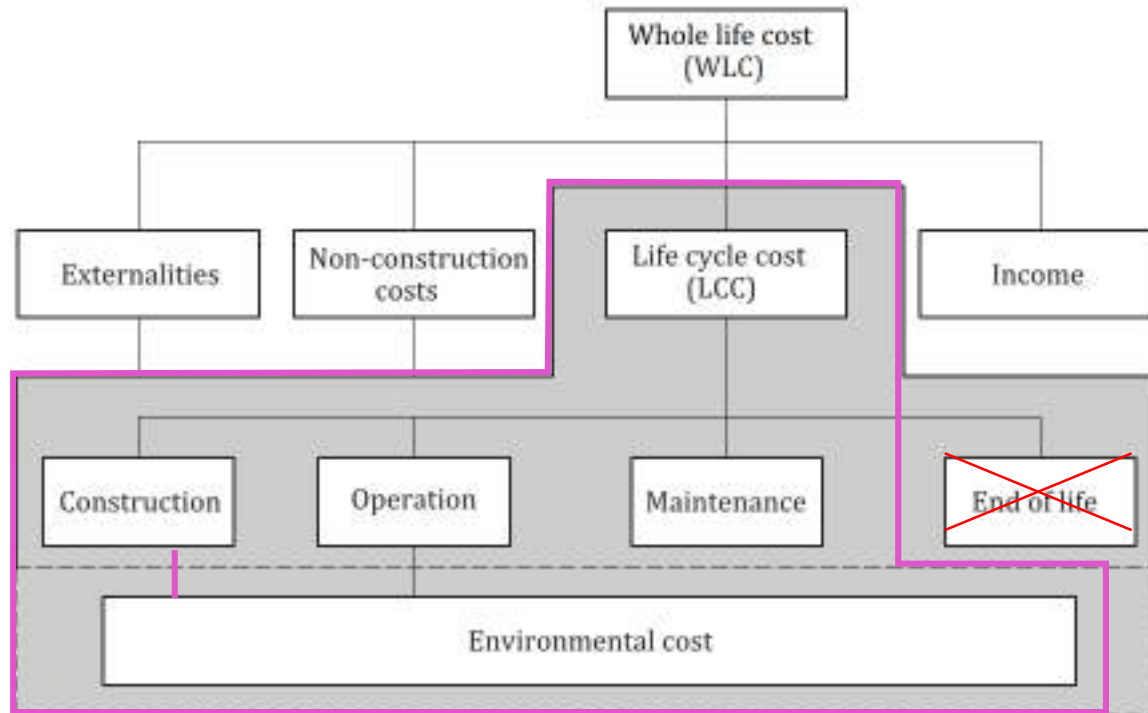 Whole life cost
(WLC)
Externalities
Non-construction
costs
Life cycle cost
(LCC)
Income
Construction
Operation
Maintenance
End of life
Environmental cost